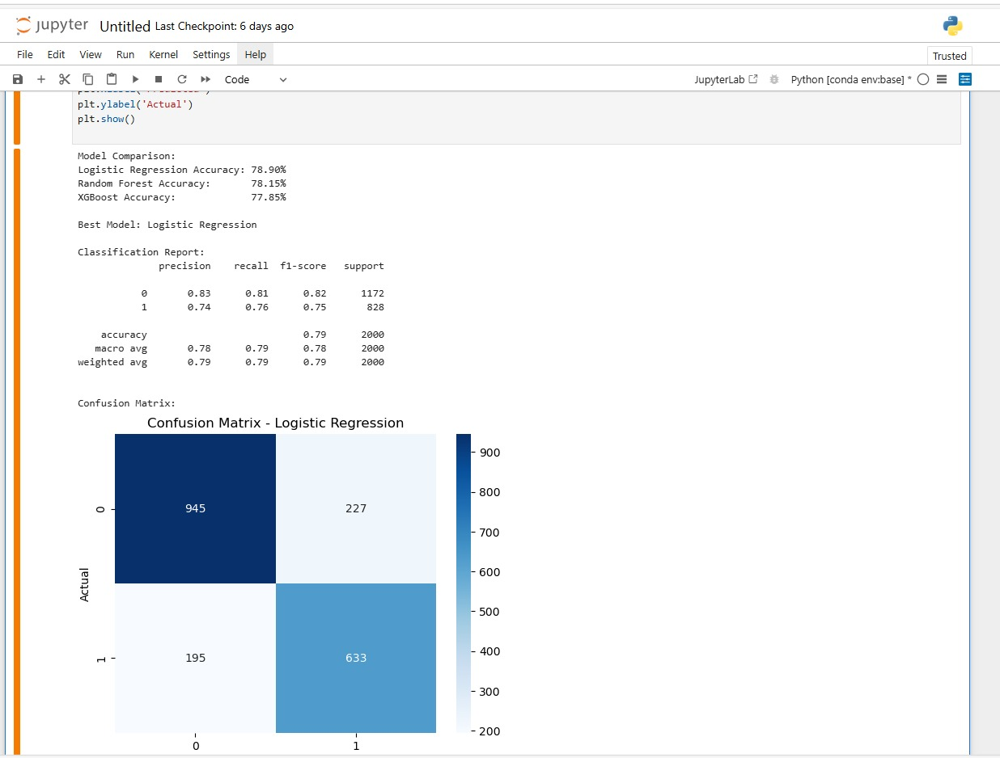 jupyter Untitled Last Checkpoint: 6 days ago
File Edit View Run Kernel Settings Help
Trusted
Code
JupyterLab
Python [conda env:base] *
plt.ylabel('Actual')
plt.show()
Model Comparison:
Logistic Regression Accuracy: 78.90%
Random Forest Accuracy: 78.15%
XGBoost Accuracy: 77.85%
Best Model: Logistic Regression
Classification Report:
precision recall f1-score support
0 0.83 0.81 0.82 1172
1 0.74 0.76 0.75 828
accuracy 0.79 2000
macro avg 0.78 0.79 0.78 2000
weighted avg 0.79 0.79 0.79 2000
Confusion Matrix:
Confusion Matrix - Logistic Regression
900
0 945 227
800
700
600
Actual
500
1 195 633
400
300
200
0 1